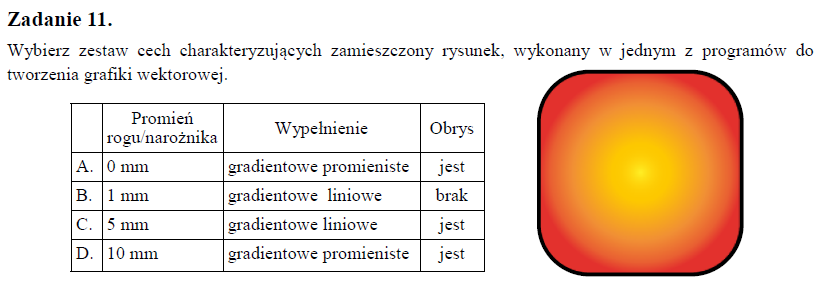 Zadanie 11.
Wybierz zestaw cech charakteryzujących zamieszczony rysunek, wykonany w jednym z programów do
tworzenia grafiki wektorowej.
Promień
rogu/narożnika Wypełnienie Obrys
A. 0 mm gradientowe promieniste jest
B. 1 mm gradientowe liniowe brak
C. 5 mm gradientowe liniowe jest
D. 10 mm gradientowe promieniste jest